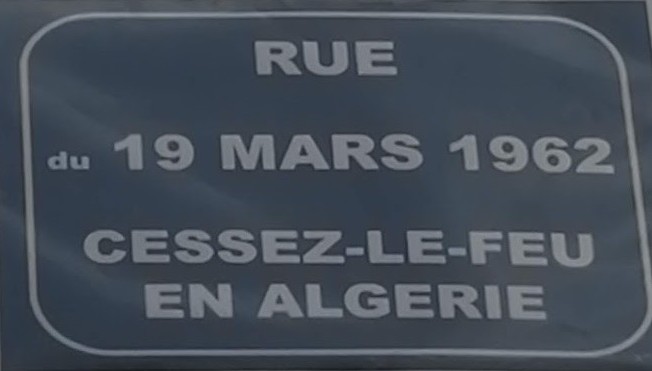 RUE
du 19 MARS 1962
CESSEZ-LE-FEU
EN ALGERIE